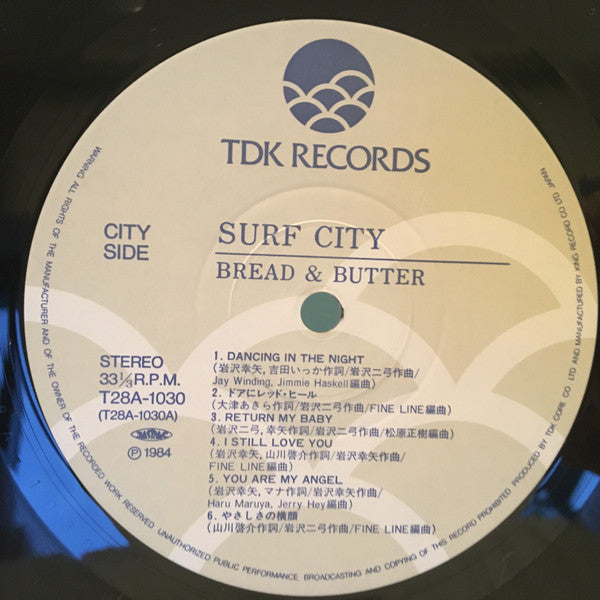 TDK RECORDS
CITY
SIDE
SURF CITY
BREAD & BUTTER
STEREO
33⅓ R.P.M.
T28A-1030
(T28A-1030A)
JASRAC
Ⓟ 1984
1. DANCING IN THE NIGHT
(岩沢幸矢, 吉田いっか作詞/岩沢二弓作曲/
Jay Winding, Jimmie Haskell編曲)
2. ドアにレッド・ヒール
(大津あきら作詞/岩沢二弓作曲/FINE LINE編曲)
3. RETURN MY BABY
(岩沢二弓, 幸矢作詞/岩沢二弓作曲/松原正樹編曲)
4. I STILL LOVE YOU
(岩沢幸矢, 山川啓介作詞/岩沢幸矢作曲/
FINE LINE編曲)
5. YOU ARE MY ANGEL
(岩沢幸矢, マナ作詞/岩沢幸矢作曲/
Haru Maruya, Jerry Hey編曲)
6. やさしさの横顔
(山川啓介作詞/岩沢二弓作曲/FINE LINE編曲)
WARNING: ALL RIGHTS OF THE MANUFACTURER AND OF THE OWNER OF THE RECORDED WORK RESERVED. UNAUTHORIZED PUBLIC PERFORMANCE, BROADCASTING AND COPYING OF THIS RECORD PROHIBITED. PRODUCED BY TDK CORE CO. LTD AND MANUFACTURED BY KING RECORD CO. LTD. JAPAN